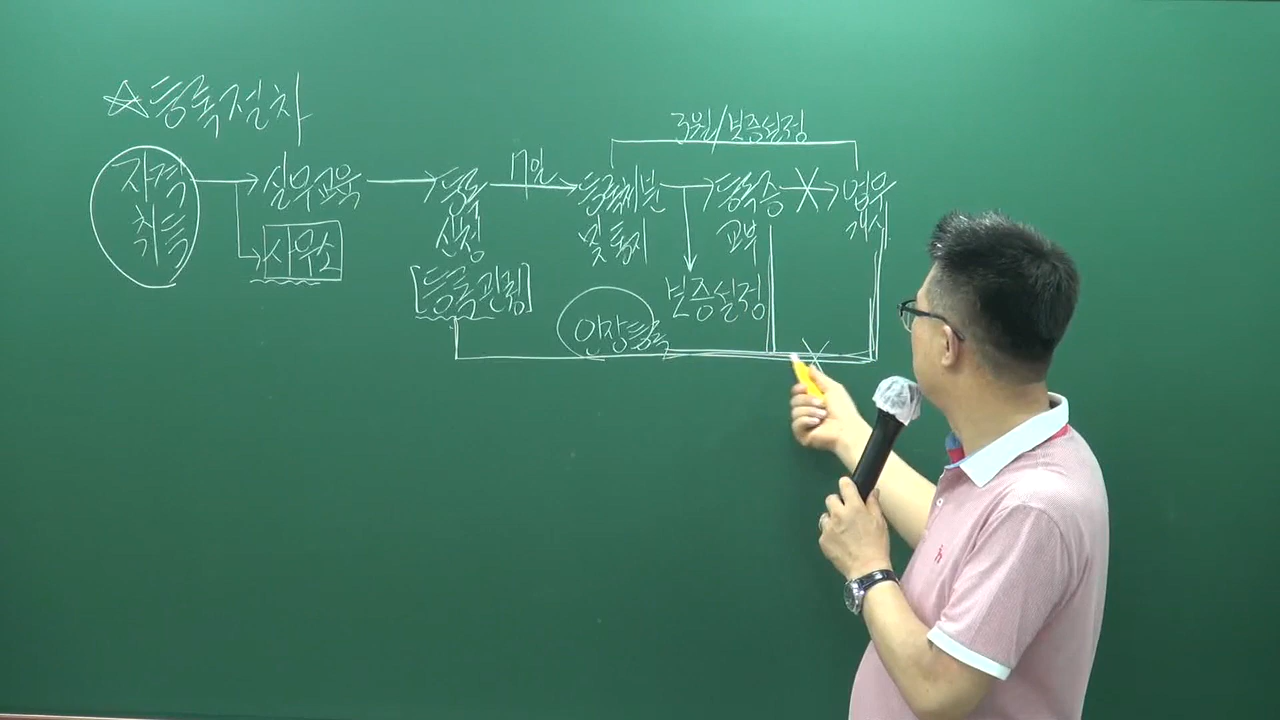 ☆등록절차
3월/보증설정
자격 취득
실무교육
사무소
등록 신청
[등록관청]
7일
등록처분 및 통지
보증설정
인장등록
등록증 교부
업무 개시